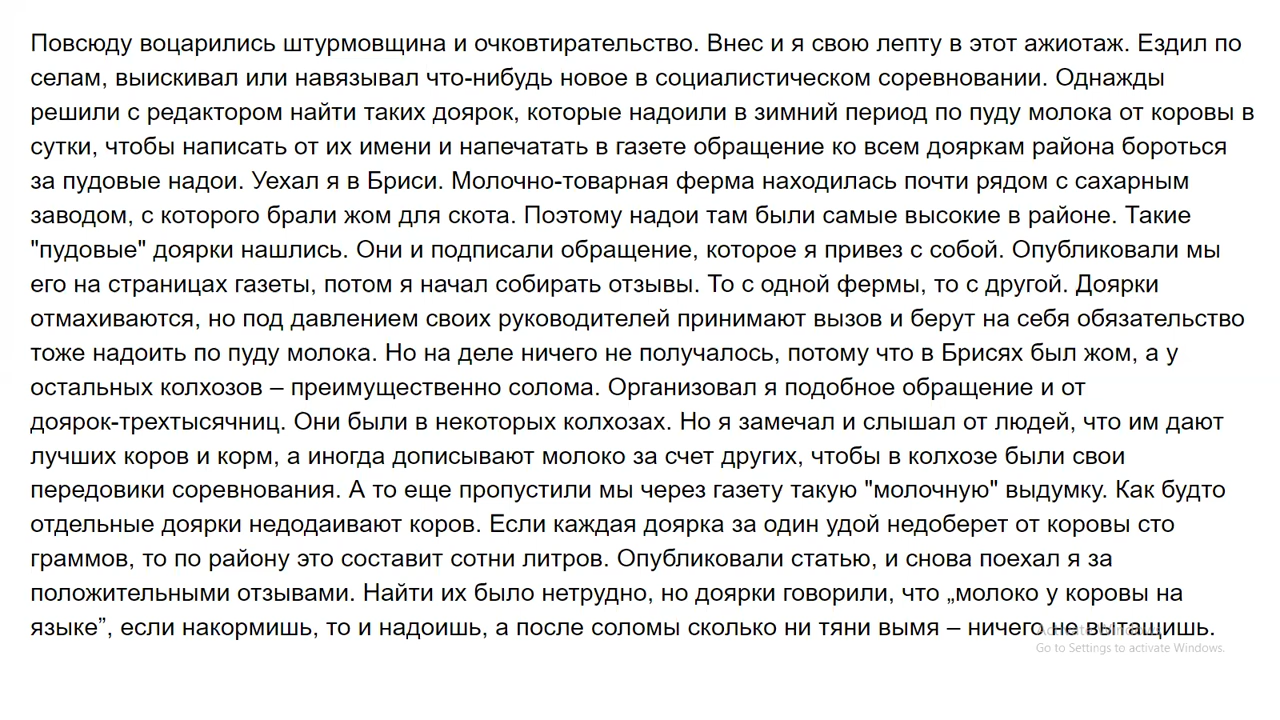 Повсюду воцарились штурмовщина и очковтирательство. Внес и я свою лепту в этот ажиотаж. Ездил по
селам, выискивал или навязывал что-нибудь новое в социалистическом соревновании. Однажды
решили с редактором найти таких доярок, которые надоили в зимний период по пуду молока от коровы в
сутки, чтобы написать от их имени и напечатать в газете обращение ко всем дояркам района бороться
за пудовые надои. Уехал я в Бриси. Молочно-товарная ферма находилась почти рядом с сахарным
заводом, с которого брали жом для скота. Поэтому надои там были самые высокие в районе. Такие
"пудовые" доярки нашлись. Они и подписали обращение, которое я привез с собой. Опубликовали мы
его на страницах газеты, потом я начал собирать отзывы. То с одной фермы, то с другой. Доярки
отмахиваются, но под давлением своих руководителей принимают вызов и берут на себя обязательство
тоже надоить по пуду молока. Но на деле ничего не получалось, потому что в Брисях был жом, а у
остальных колхозов – преимущественно солома. Организовал я подобное обращение и от
доярок-трехтысячниц. Они были в некоторых колхозах. Но я замечал и слышал от людей, что им дают
лучших коров и корм, а иногда дописывают молоко за счет других, чтобы в колхозе были свои
передовики соревнования. А то еще пропустили мы через газету такую "молочную" выдумку. Как будто
отдельные доярки недодаивают коров. Если каждая доярка за один удой недоберет от коровы сто
граммов, то по району это составит сотни литров. Опубликовали статью, и снова поехал я за
положительными отзывами. Найти их было нетрудно, но доярки говорили, что „молоко у коровы на
языке”, если накормишь, то и надоишь, а после соломы сколько ни тяни вымя – ничего не вытащишь.
Activate Windows
Go to Settings to activate Windows.